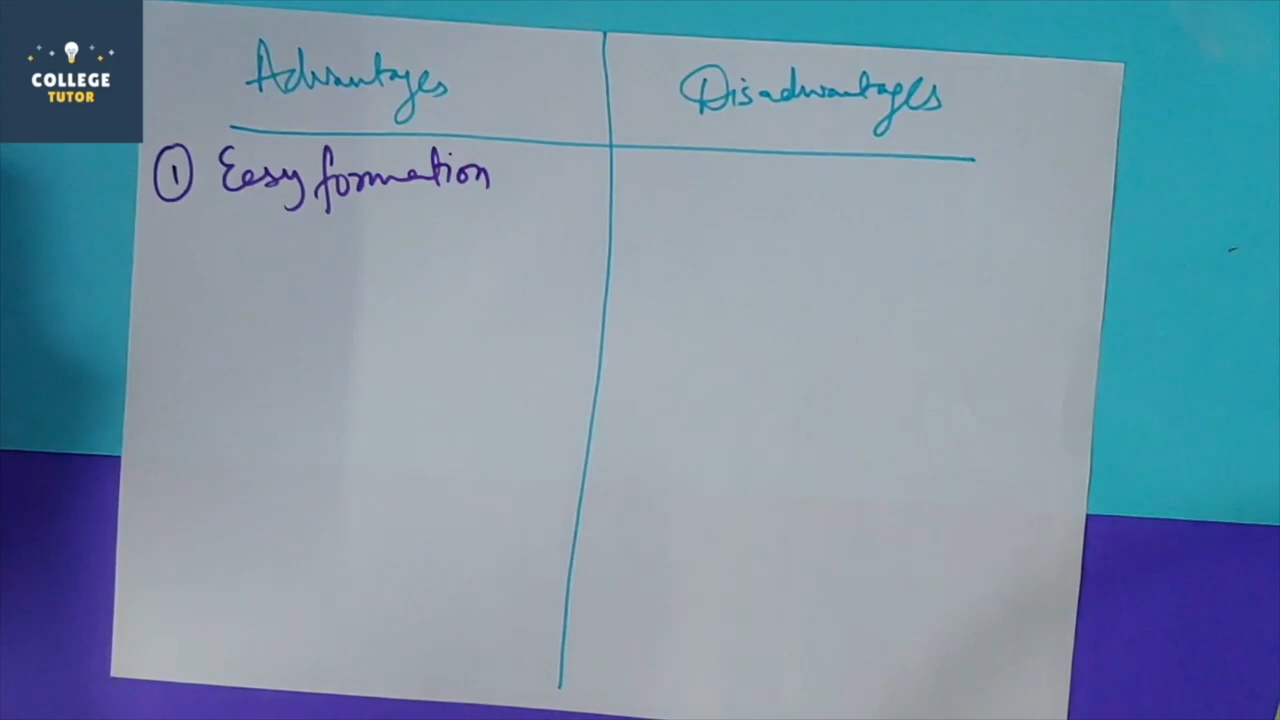 COLLEGE
TUTOR
Advantages
Disadvantages
① Easy formation